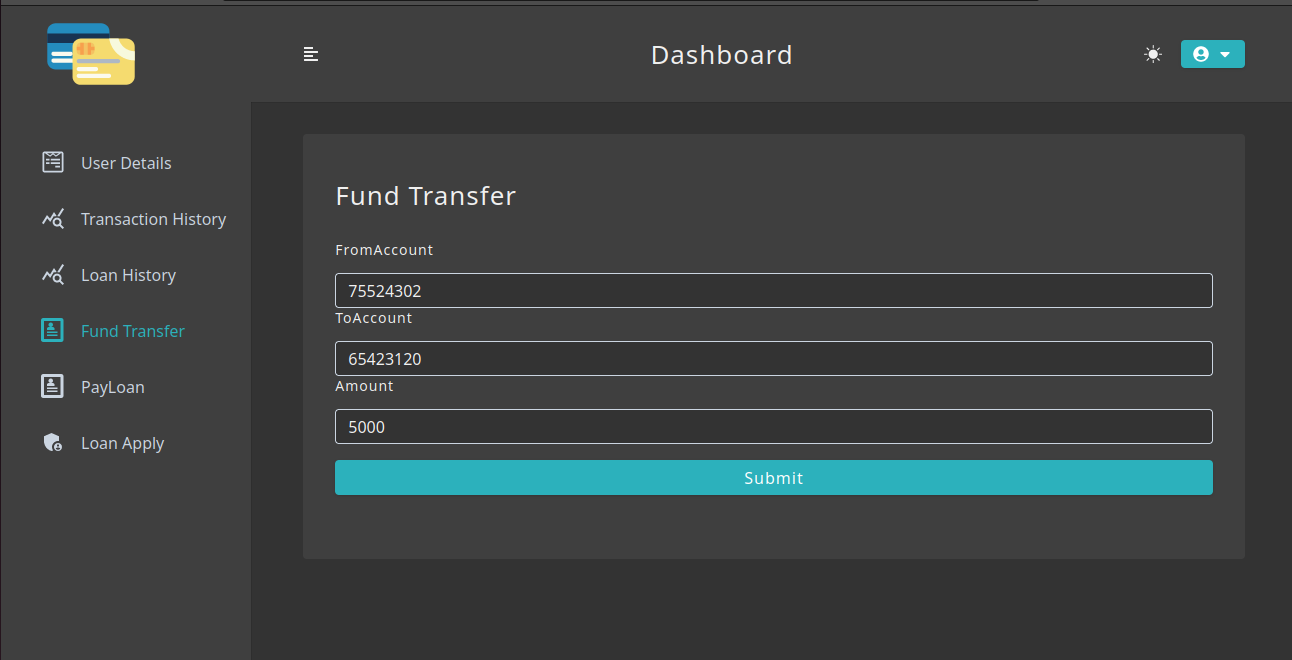 Dashboard
User Details
Transaction History
Loan History
Fund Transfer
PayLoan
Loan Apply
Fund Transfer
FromAccount
75524302
ToAccount
65423120
Amount
5000
Submit